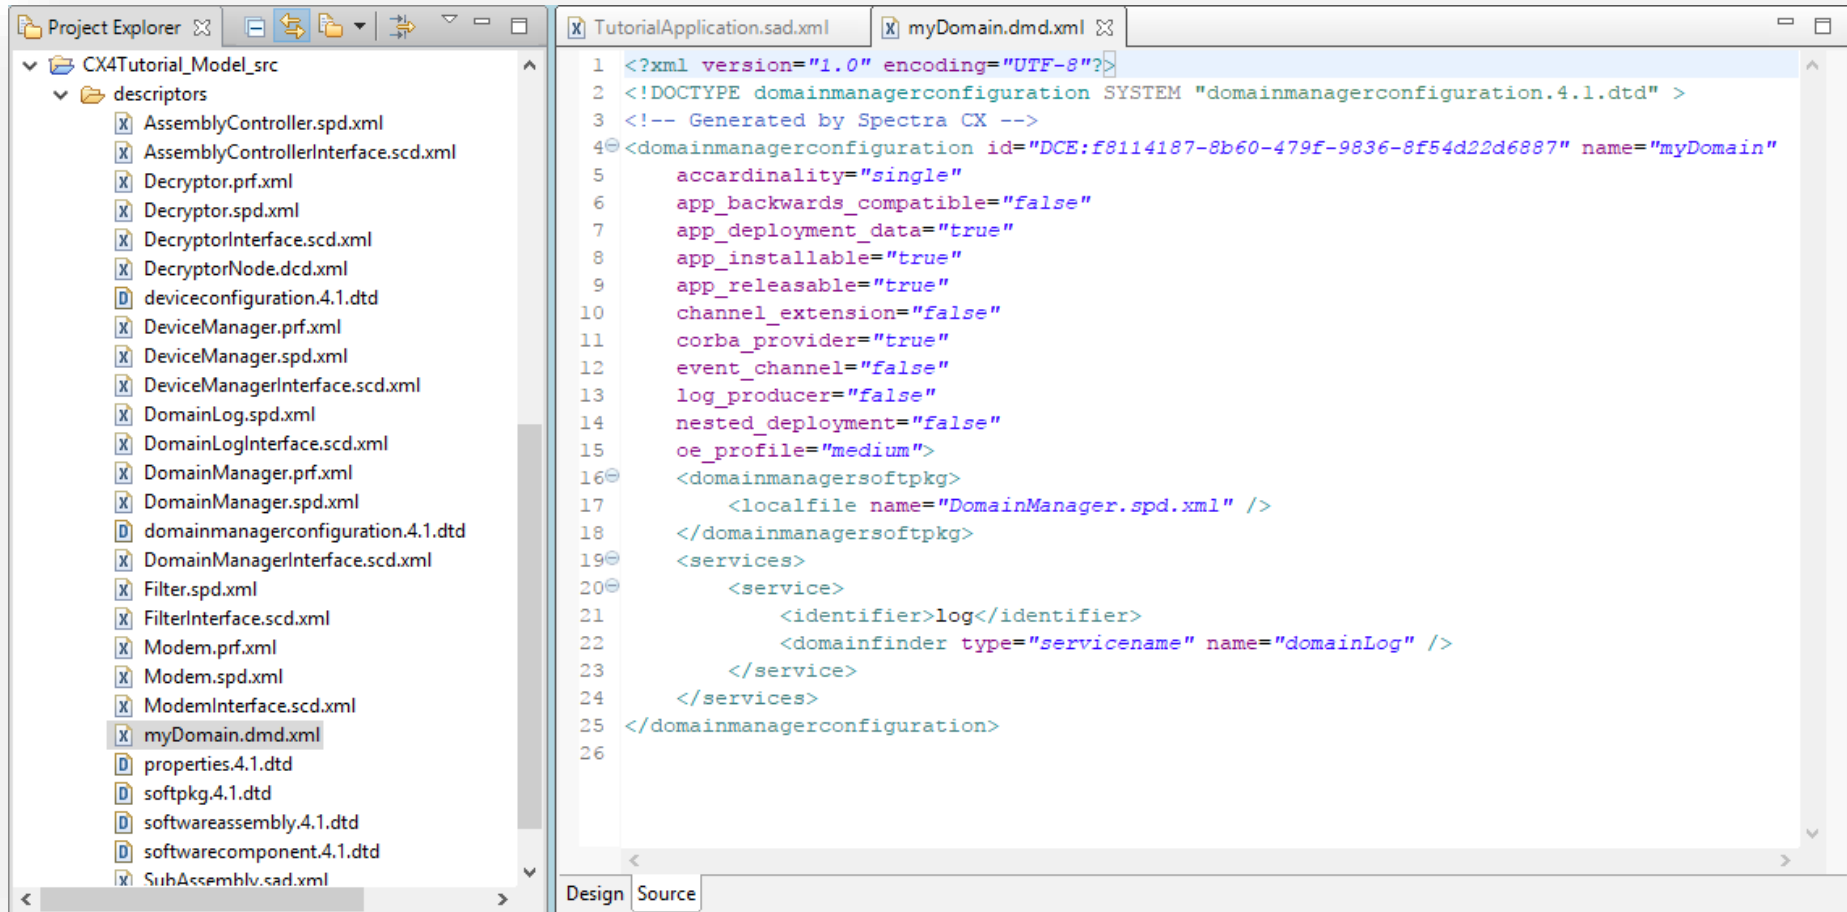 Project Explorer
CX4Tutorial_Model_src
descriptors
AssemblyController.spd.xml
AssemblyControllerInterface.scd.xml
Decryptor.prf.xml
Decryptor.spd.xml
DecryptorInterface.scd.xml
DecryptorNode.dcd.xml
deviceconfiguration.4.1.dtd
DeviceManager.prf.xml
DeviceManager.spd.xml
DeviceManagerInterface.scd.xml
DomainLog.spd.xml
DomainLogInterface.scd.xml
DomainManager.prf.xml
DomainManager.spd.xml
domainmanagerconfiguration.4.1.dtd
DomainManagerInterface.scd.xml
Filter.spd.xml
FilterInterface.scd.xml
Modem.prf.xml
Modem.spd.xml
ModemInterface.scd.xml
myDomain.dmd.xml
properties.4.1.dtd
softpkg.4.1.dtd
softwareassembly.4.1.dtd
softwarecomponent.4.1.dtd
SubAssembly.sad.xml
TutorialApplication.sad.xml
myDomain.dmd.xml
1 <?xml version="1.0" encoding="UTF-8"?>
2 <!DOCTYPE domainmanagerconfiguration SYSTEM "domainmanagerconfiguration.4.1.dtd" >
3 <!-- Generated by Spectra CX -->
4 <domainmanagerconfiguration id="DCE:f8114187-8b60-479f-9836-8f54d22d6887" name="myDomain"
5 accardinality="single"
6 app_backwards_compatible="false"
7 app_deployment_data="true"
8 app_installable="true"
9 app_releasable="true"
10 channel_extension="false"
11 corba_provider="true"
12 event_channel="false"
13 log_producer="false"
14 nested_deployment="false"
15 oe_profile="medium">
16 <domainmanagersoftpkg>
17 <localfile name="DomainManager.spd.xml" />
18 </domainmanagersoftpkg>
19 <services>
20 <service>
21 <identifier>log</identifier>
22 <domainfinder type="servicename" name="domainLog" />
23 </service>
24 </services>
25 </domainmanagerconfiguration>
26
Design Source